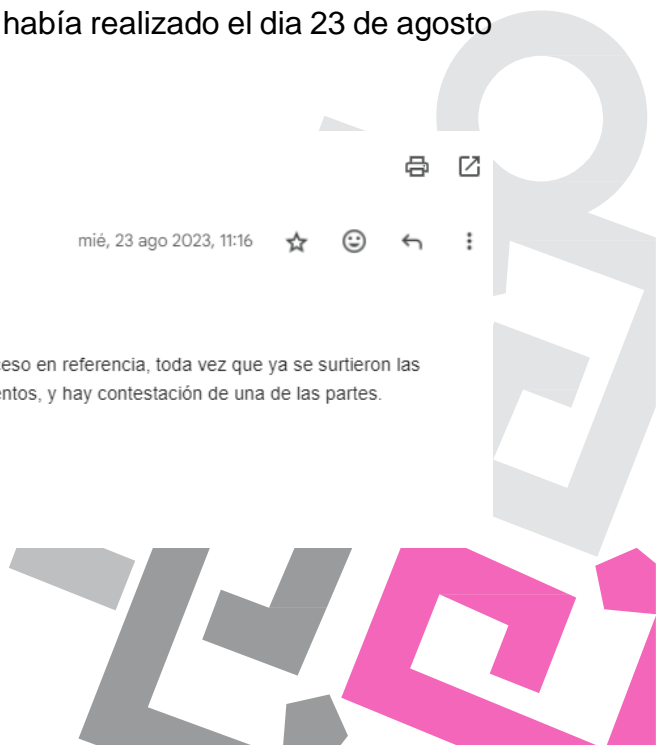 había realizado el dia 23 de agosto
mié, 23 ago 2023, 11:16
eso en referencia, toda vez que ya se surtieron las
entos, y hay contestación de una de las partes.